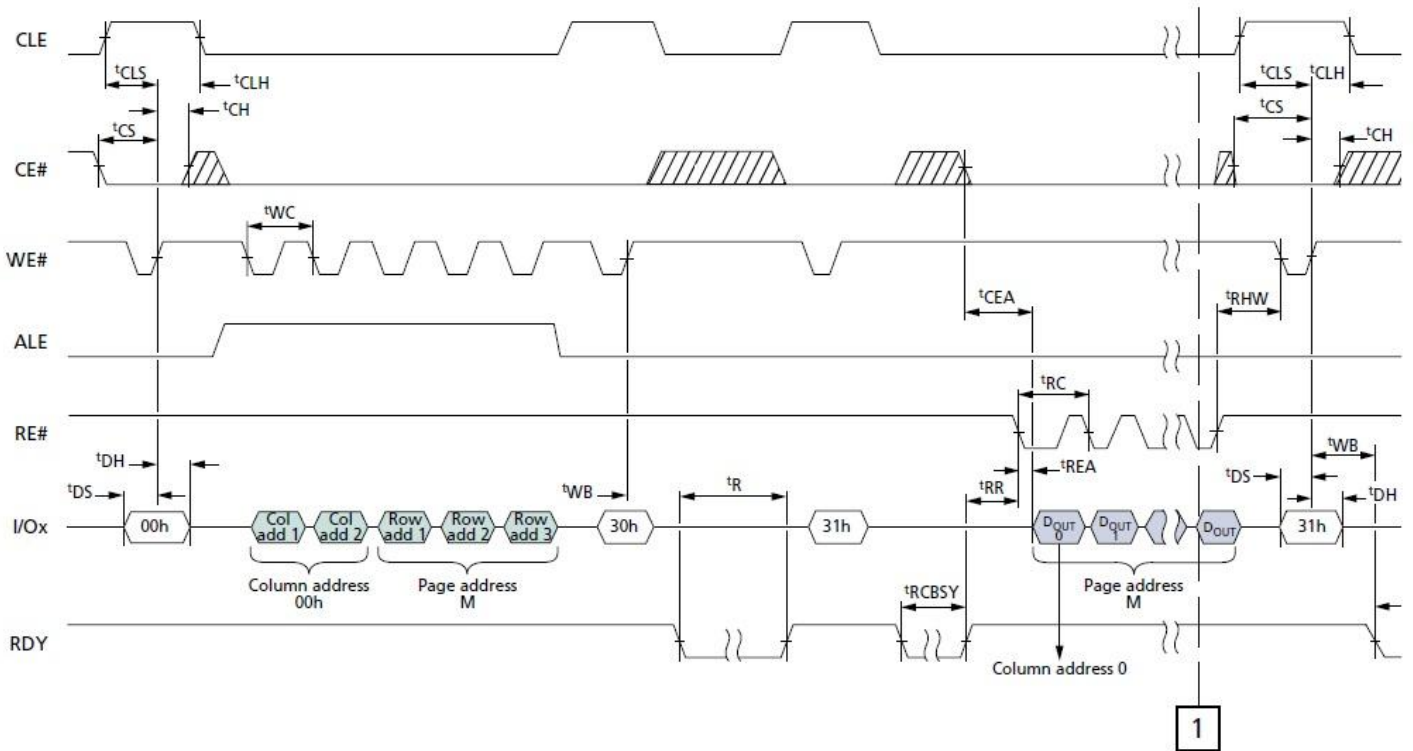 CLE
tCLS
tCLH
tCLS
tCLH
tCH
tCS
tCS
tCH
CE#
tWC
WE#
tCEA
tRHW
ALE
tRC
RE#
tDH
tREA
tWB
tDS
tWB
tR
tRR
tDS
tDH
I/Ox
00h
Col add 1
Col add 2
Row add 1
Row add 2
Row add 3
30h
31h
DOUT 0
DOUT 1
DOUT
31h
Column address 00h
Page address M
tRCBSY
Page address M
RDY
Column address 0
1